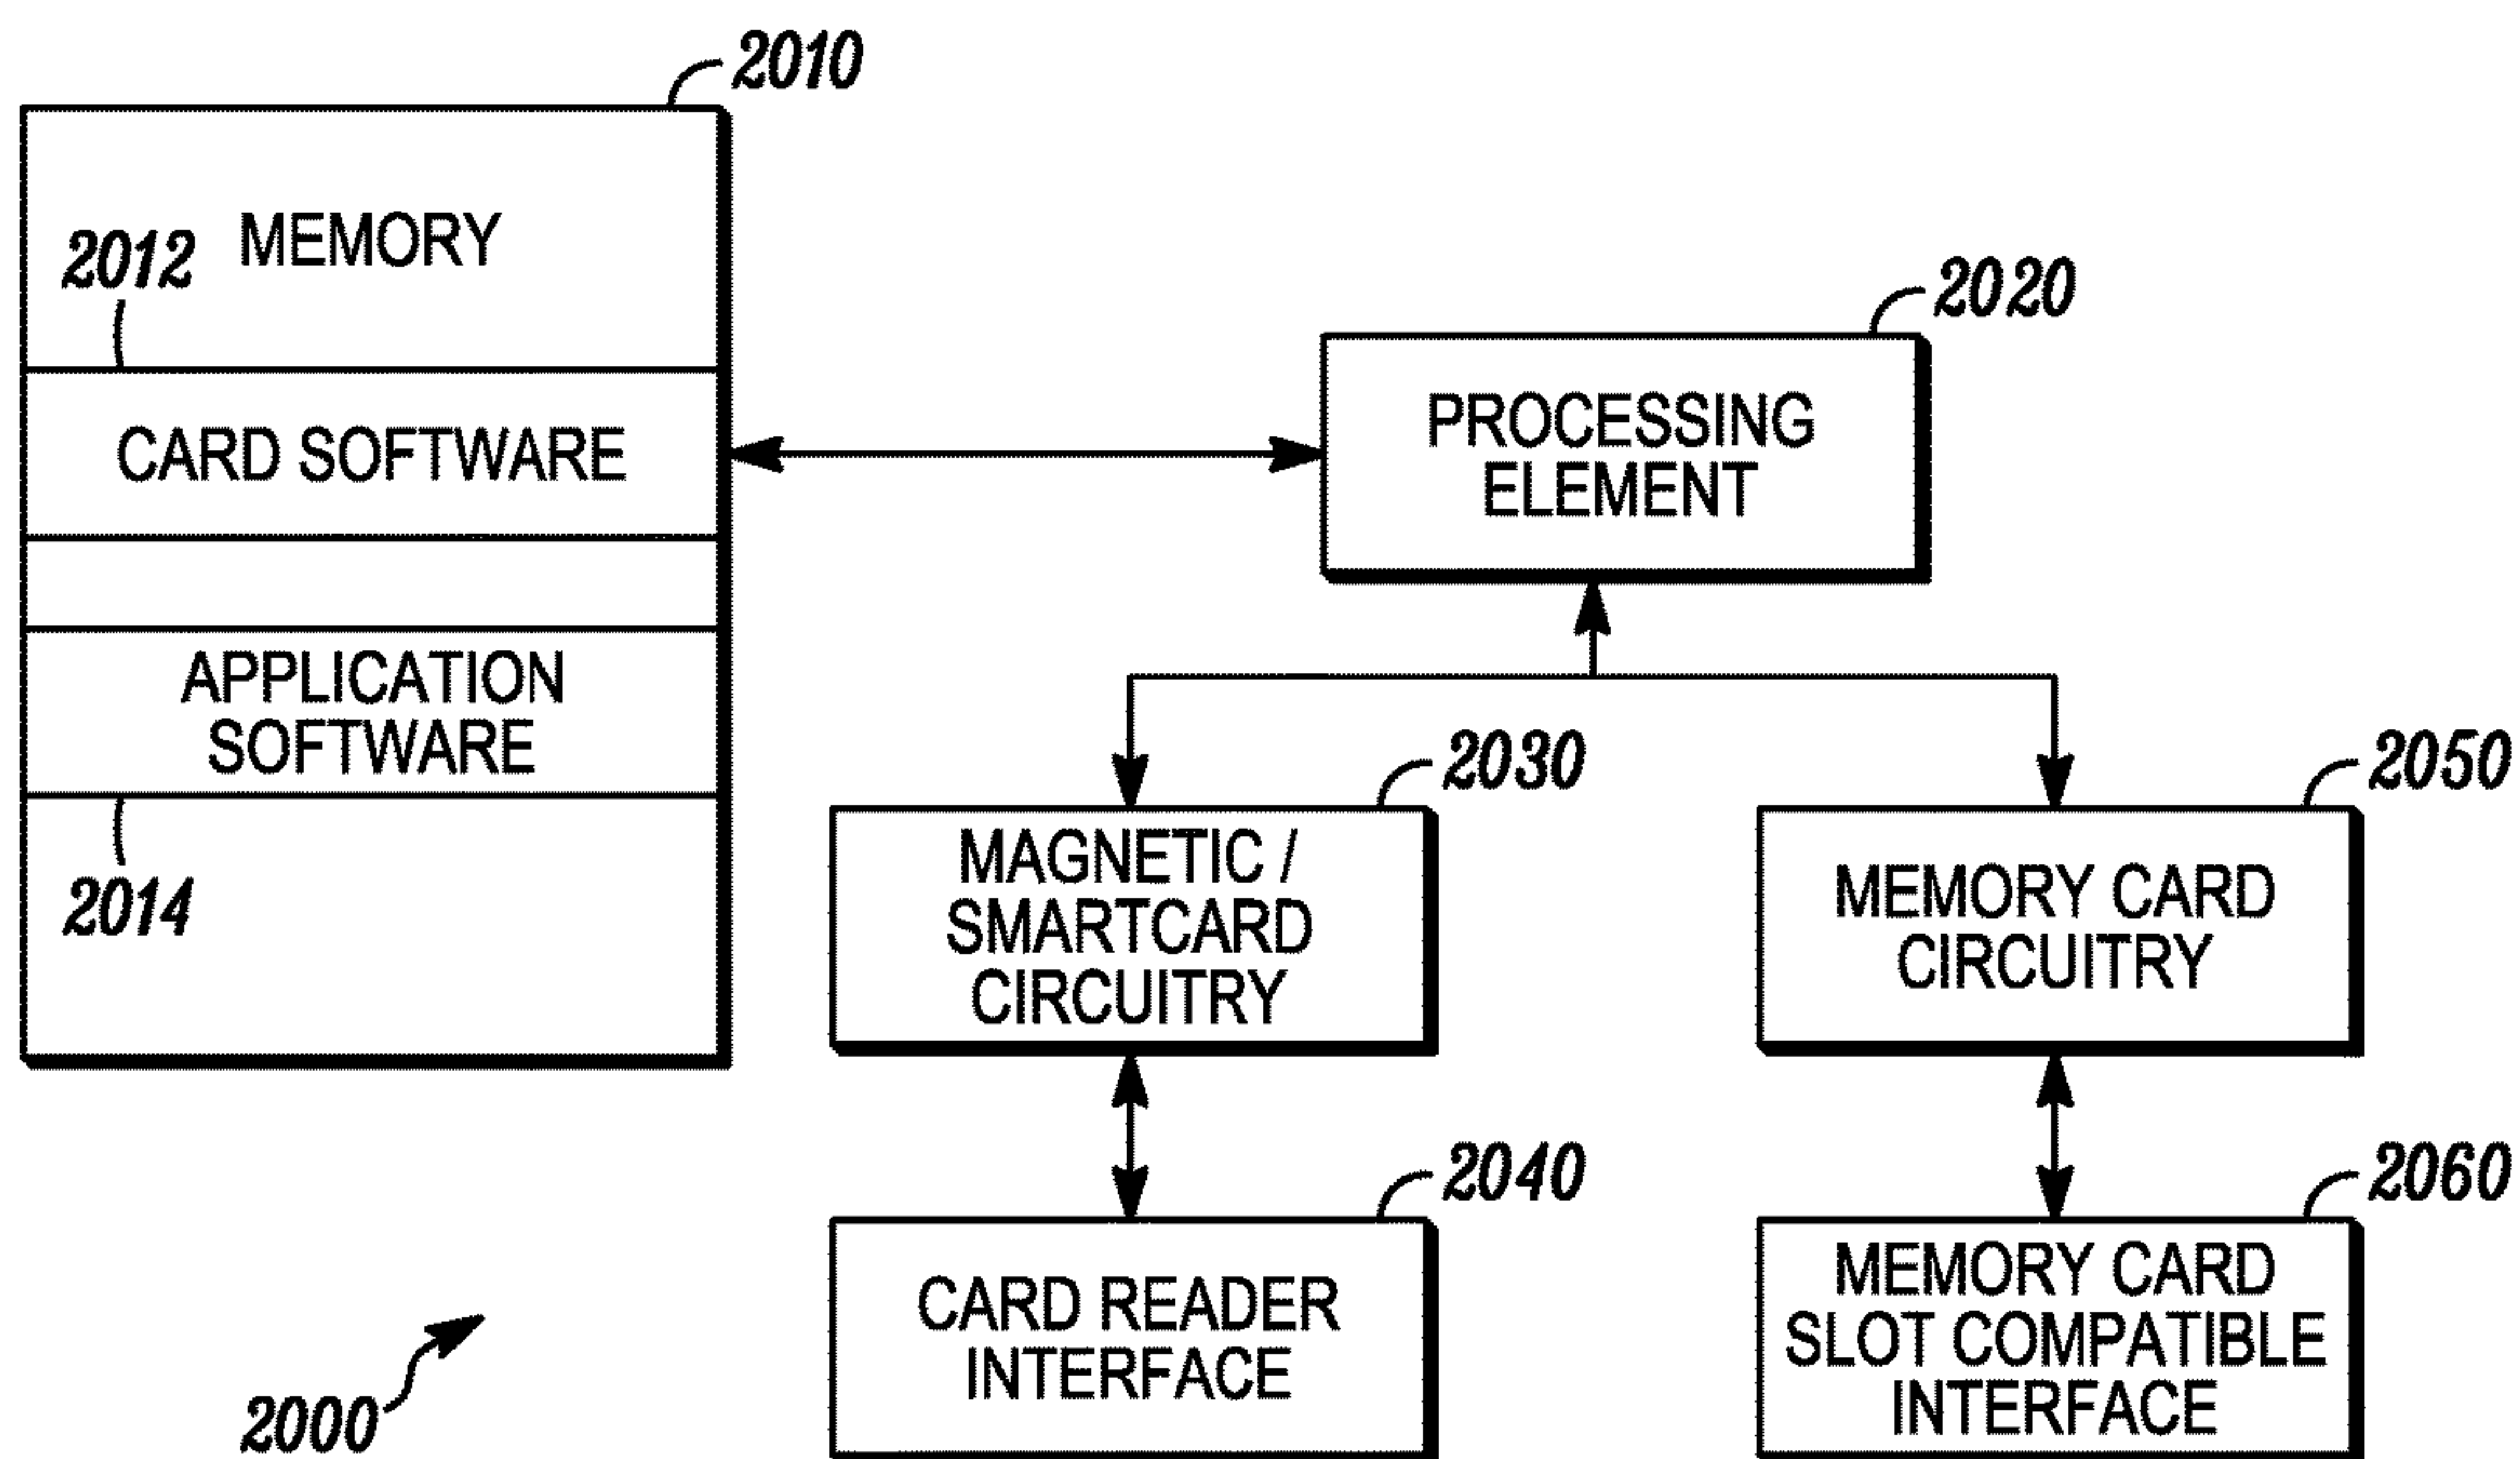 2010
MEMORY
2012
2020
CARD SOFTWARE
PROCESSING
ELEMENT
APPLICATION
SOFTWARE
2014
2030
2050
MAGNETIC /
SMARTCARD
CIRCUITRY
MEMORY CARD
CIRCUITRY
2040
2060
CARD READER
INTERFACE
MEMORY CARD
SLOT COMPATIBLE
INTERFACE
2000